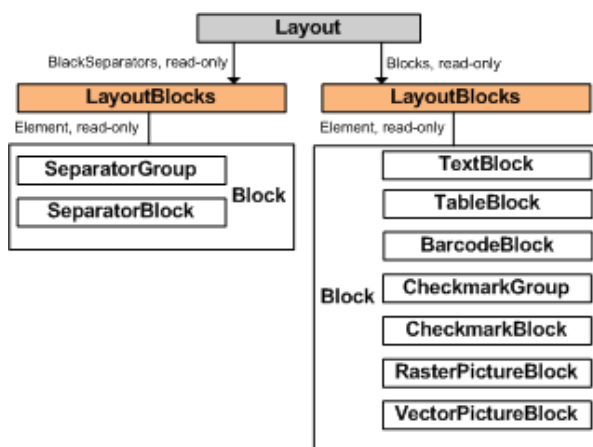 Layout
BlackSeparators, read-only
Blocks, read-only
LayoutBlocks
Element, read-only
SeparatorGroup
SeparatorBlock
Block
LayoutBlocks
Element, read-only
Block
TextBlock
TableBlock
BarcodeBlock
CheckmarkGroup
CheckmarkBlock
RasterPictureBlock
VectorPictureBlock